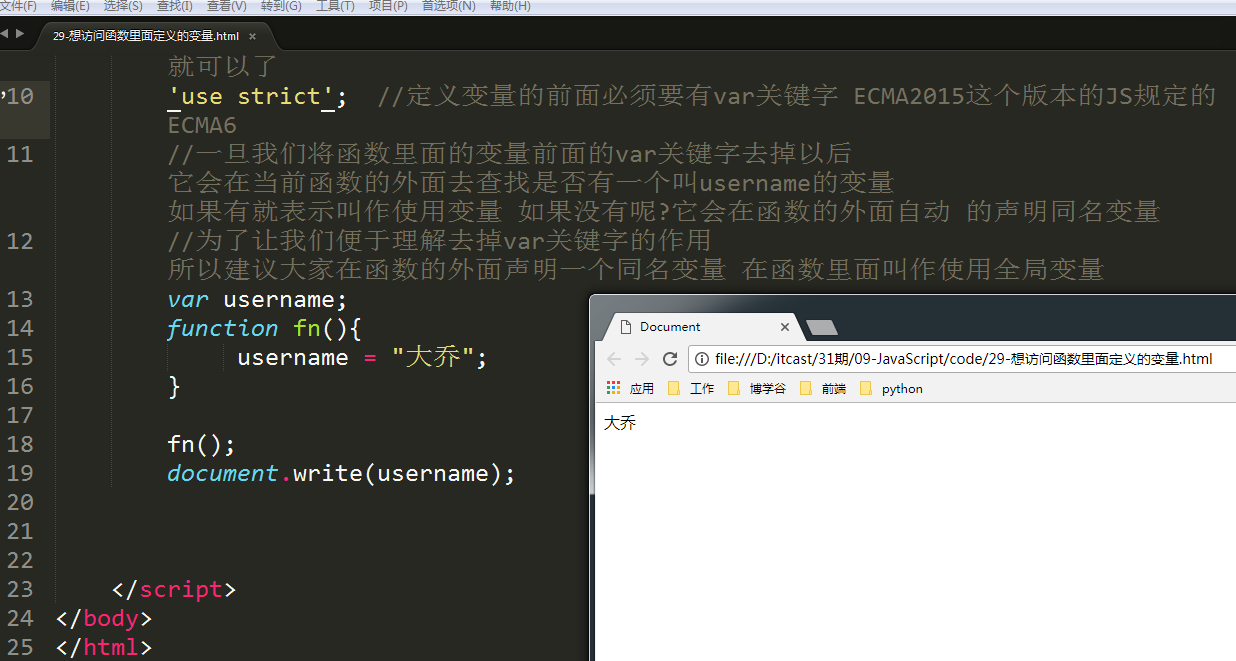 文件(F) 编辑(E) 选择(S) 查找(I) 查看(V) 转到(G) 工具(T) 项目(P) 首选项(N) 帮助(H)
29-想访问函数里面定义的变量.html ×
就可以了
10 'use strict'; //定义变量的前面必须要有var关键字 ECMA2015这个版本的JS规定的
ECMA6
11 //一旦我们将函数里面的变量前面的var关键字去掉以后
它会在当前函数的外面去查找是否有一个叫username的变量
如果有就表示叫作使用变量 如果没有呢?它会在函数的外面自动 的声明同名变量
12 //为了让我们便于理解去掉var关键字的作用
所以建议大家在函数的外面声明一个同名变量 在函数里面叫作使用全局变量
13 var username;
14 function fn(){
15 username = "大乔";
16 }
17
18 fn();
19 document.write(username);
20
21
22
23 </script>
24 </body>
25 </html>
Document ×
file:///D:/itcast/31期/09-JavaScript/code/29-想访问函数里面定义的变量.html
应用 工作 博学谷 前端 python
大乔